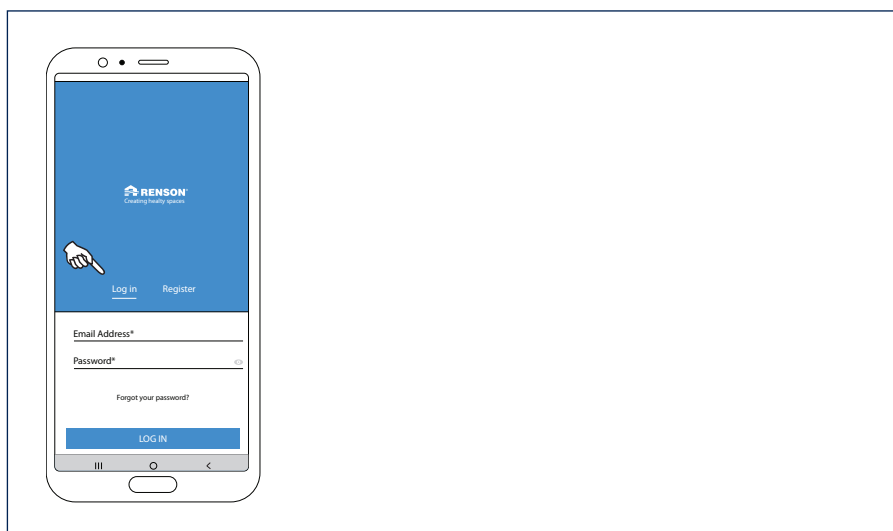 RENSON®
Creating healty spaces
Log in Register
Email Address*
Password*
Forgot your password?
LOG IN